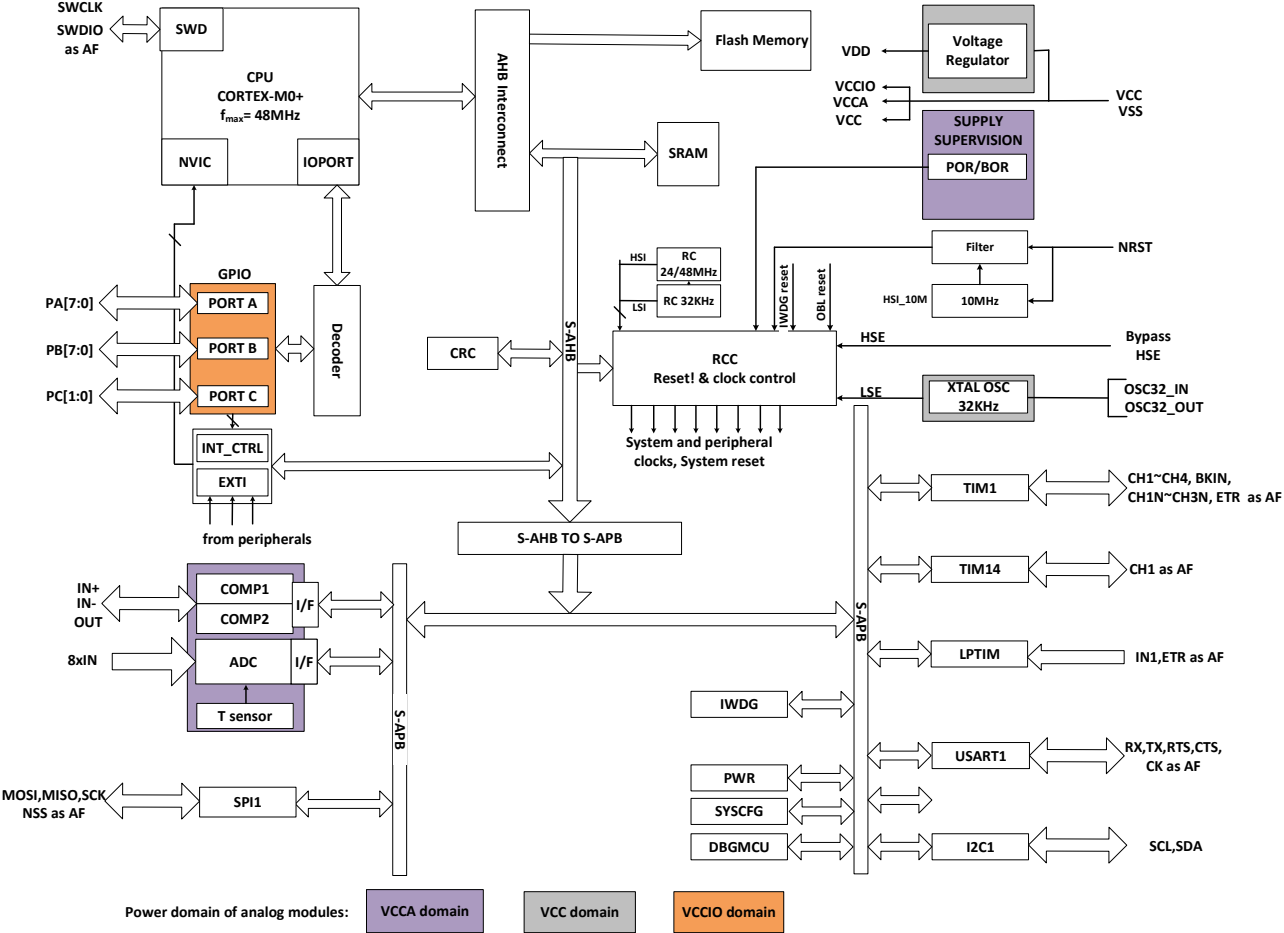 SWCLK
SWDIO
as AF
SWD
CPU
CORTEX-M0+
fmax= 48MHz
NVIC
IOPORT
AHB Interconnect
Flash Memory
SRAM
VDD
Voltage
Regulator
VCCIO
VCCA
VCC
VCC
VSS
SUPPLY
SUPERVISION
POR/BOR
Filter
NRST
HSI_10M
10MHz
HSI
RC
24/48MHz
LSI
RC 32KHz
IWDG reset
OBL reset
GPIO
PA[7:0]
PORT A
PB[7:0]
PORT B
PC[1:0]
PORT C
Decoder
S-AHB
CRC
RCC
Reset! & clock control
HSE
Bypass
HSE
LSE
XTAL OSC
32KHz
OSC32_IN
OSC32_OUT
System and peripheral
clocks, System reset
INT_CTRL
EXTI
from peripherals
S-AHB TO S-APB
IN+
IN-
OUT
COMP1
COMP2
I/F
8xIN
ADC
I/F
T sensor
S-APB
MOSI,MISO,SCK
NSS as AF
SPI1
S-APB
TIM1
CH1~CH4, BKIN,
CH1N~CH3N, ETR as AF
TIM14
CH1 as AF
LPTIM
IN1,ETR as AF
IWDG
USART1
RX,TX,RTS,CTS,
CK as AF
PWR
SYSCFG
DBGMCU
I2C1
SCL,SDA
Power domain of analog modules:
VCCA domain
VCC domain
VCCIO domain